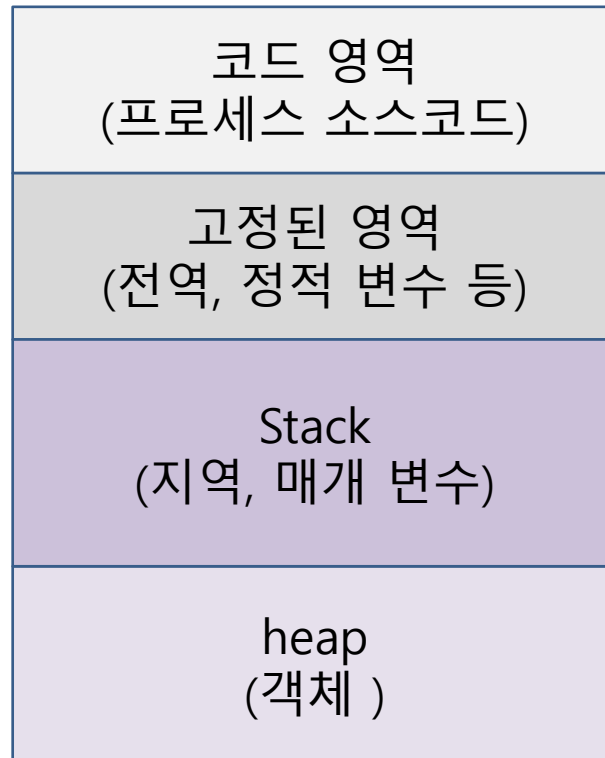 코드 영역
(프로세스 소스코드)
고정된 영역
(전역, 정적 변수 등)
Stack
(지역, 매개 변수)
heap
(객체 )